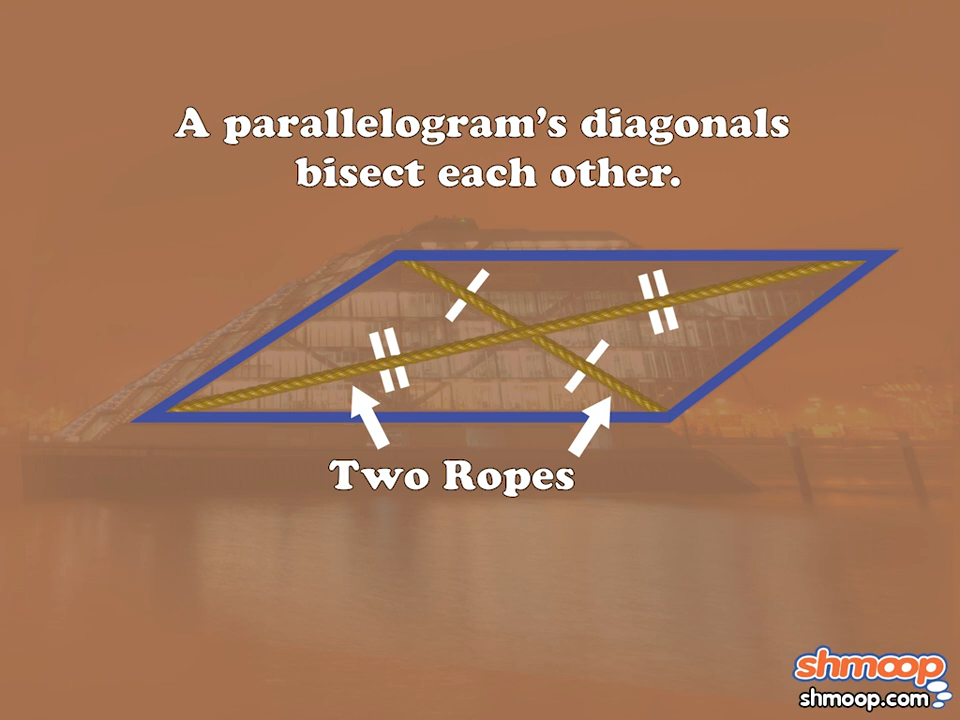 A parallelogram’s diagonals
bisect each other.
Two Ropes
shmoop
shmoop.com